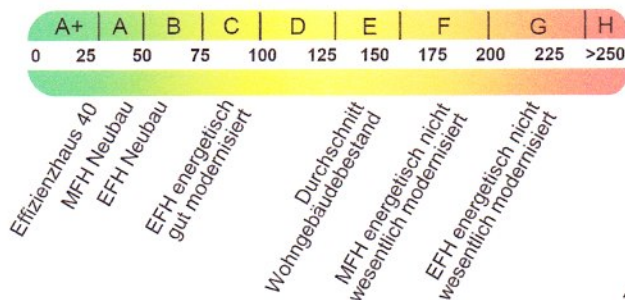 A+ A B C D E F G H
0 25 50 75 100 125 150 175 200 225 >250
Effizienzhaus 40
MFH Neubau
EFH Neubau
EFH energetisch
gut modernisiert
Durchschnitt
Wohngebäudebestand
MFH energetisch nicht
wesentlich modernisiert
EFH energetisch nicht
wesentlich modernisiert